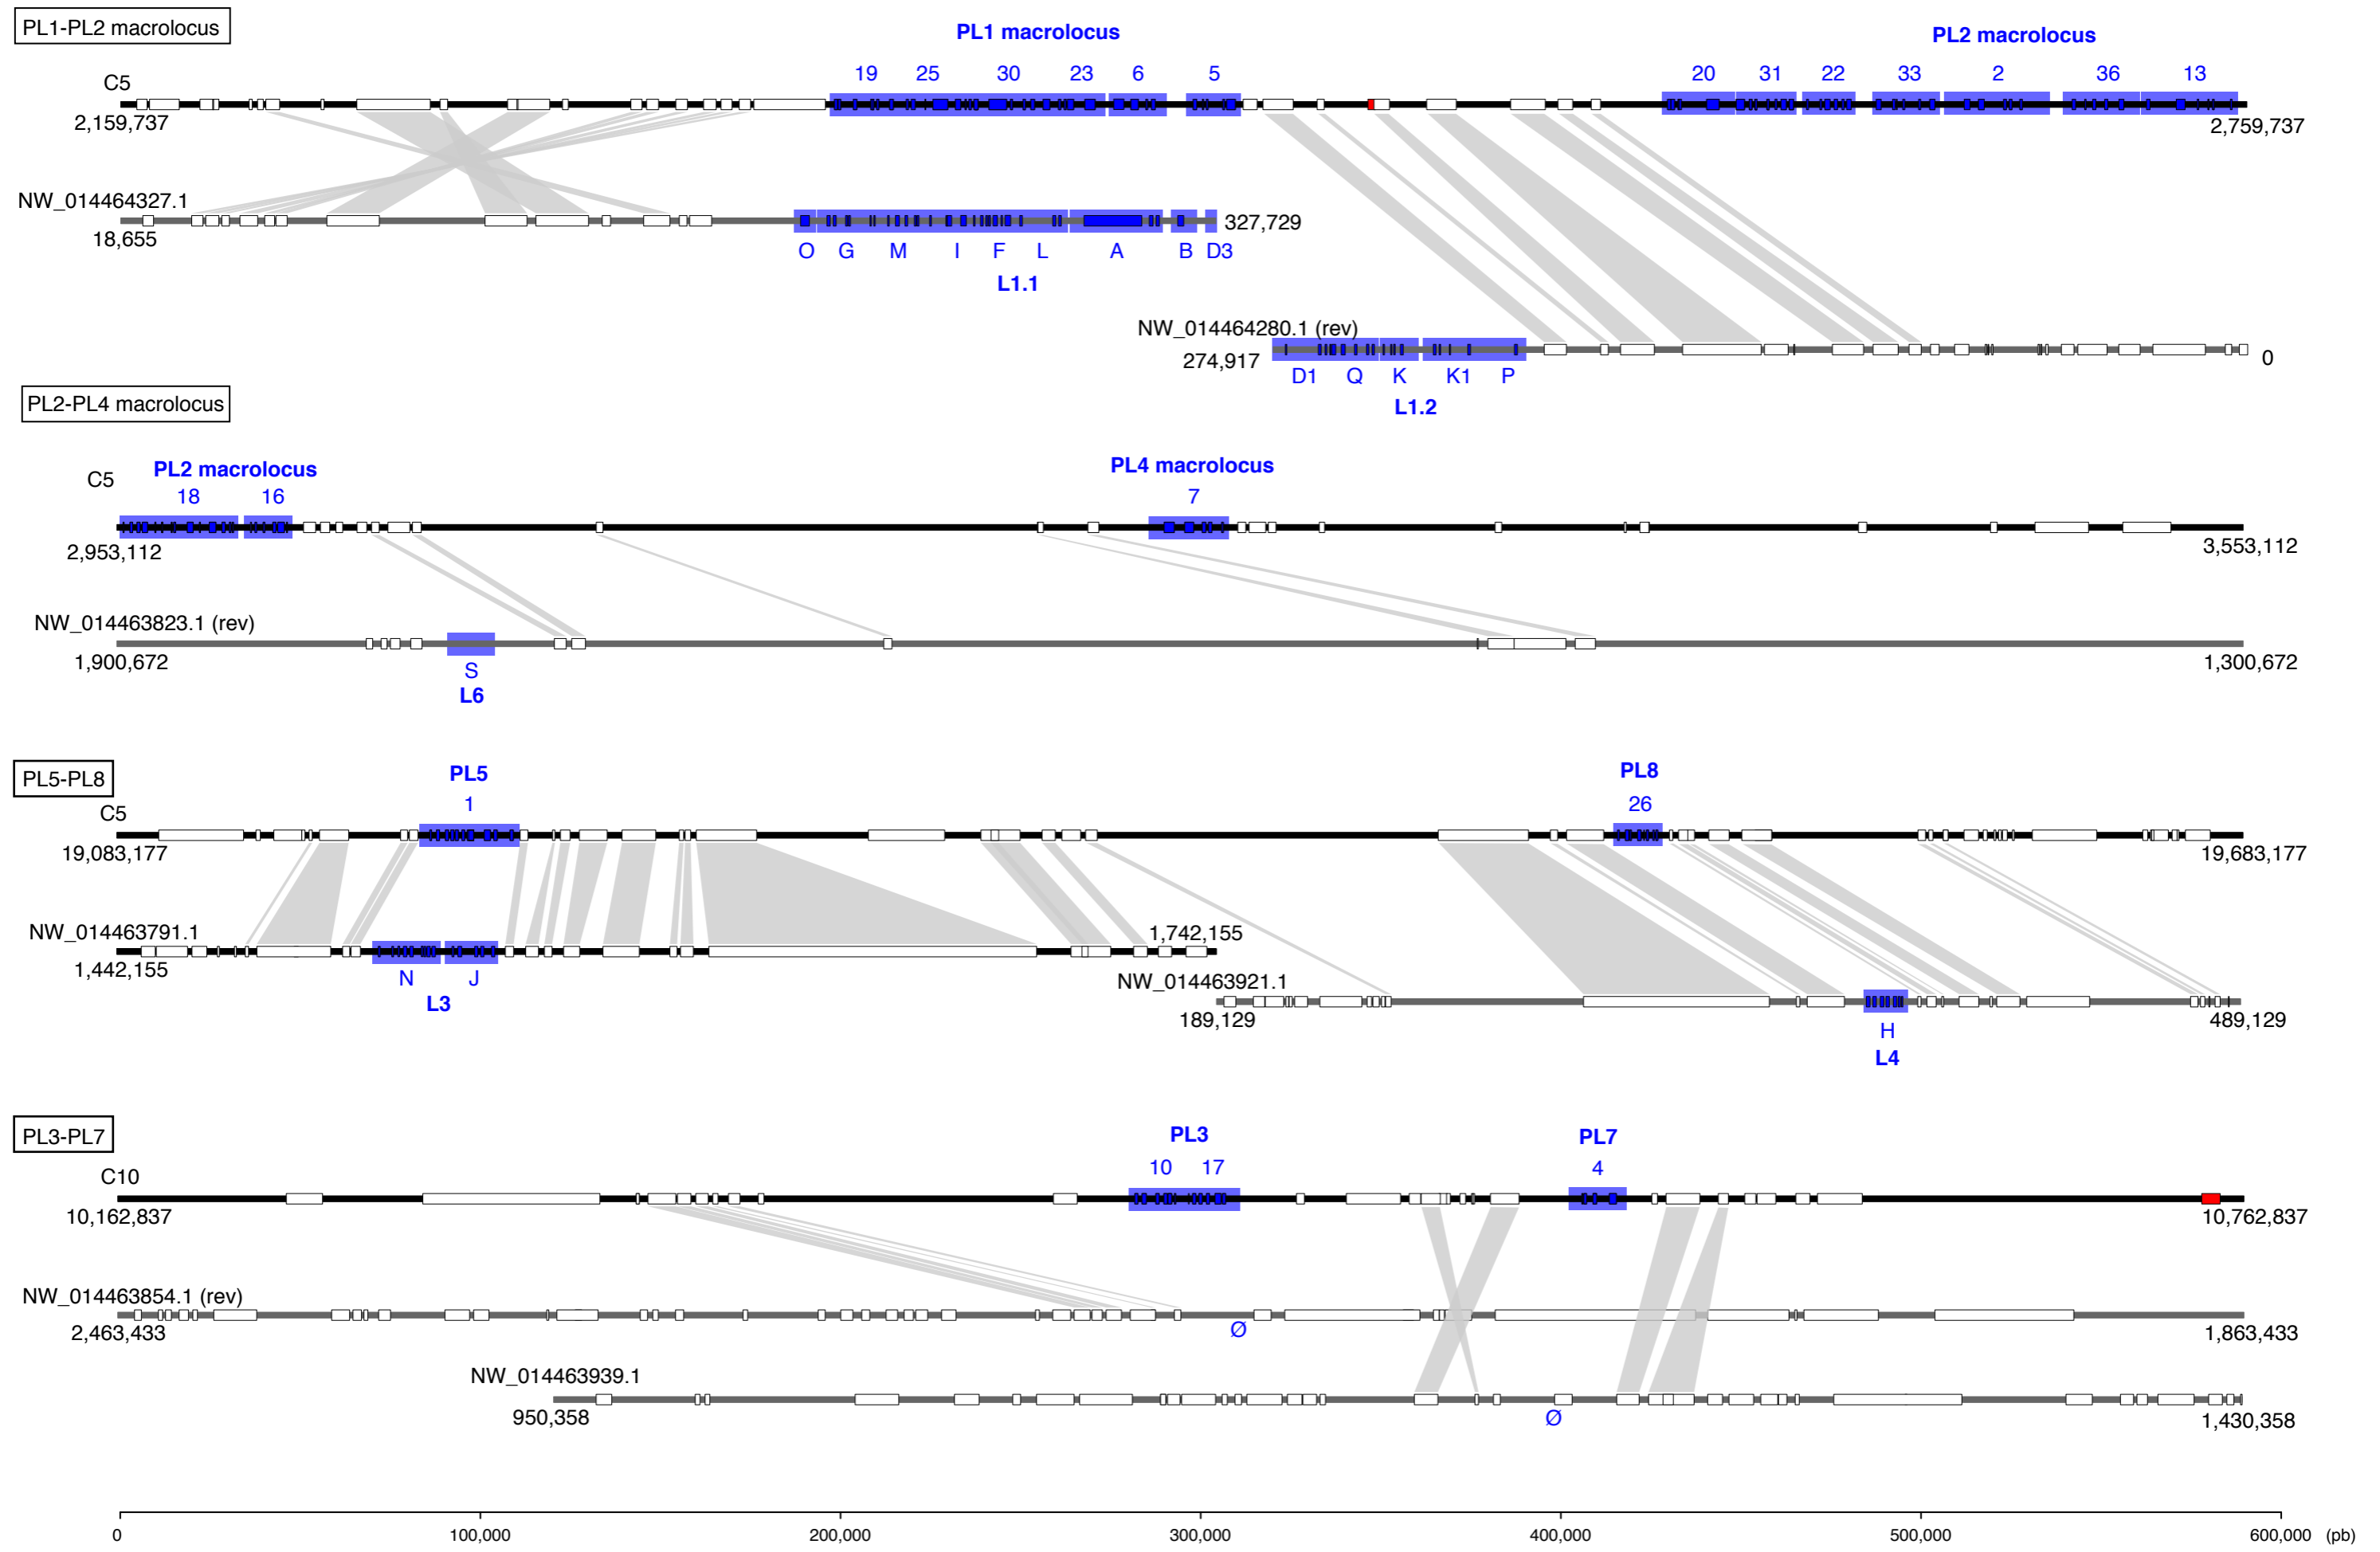 PL1-PL2 macrolocus
PL1 macrolocus
PL2 macrolocus
C5
19 25 30 23 6 5 20 31 22 33 2 36 13
2,159,737
2,759,737
NW_014464327.1
18,655
327,729
O G M I F L A B D3
L1.1
NW_014464280.1 (rev)
274,917
0
D1 Q K K1 P
L1.2
PL2-PL4 macrolocus
PL2 macrolocus
PL4 macrolocus
C5
18 16 7
2,953,112
3,553,112
NW_014463823.1 (rev)
1,900,672
1,300,672
S
L6
PL5-PL8
PL5
PL8
C5
1 26
19,083,177
19,683,177
NW_014463791.1
1,742,155
1,442,155
N J
L3
NW_014463921.1
189,129
489,129
H
L4
PL3-PL7
PL3
PL7
C10
10 17 4
10,162,837
10,762,837
NW_014463854.1 (rev)
2,463,433
1,863,433
Ø
NW_014463939.1
950,358
1,430,358
Ø
0 100,000 200,000 300,000 400,000 500,000 600,000 (pb)